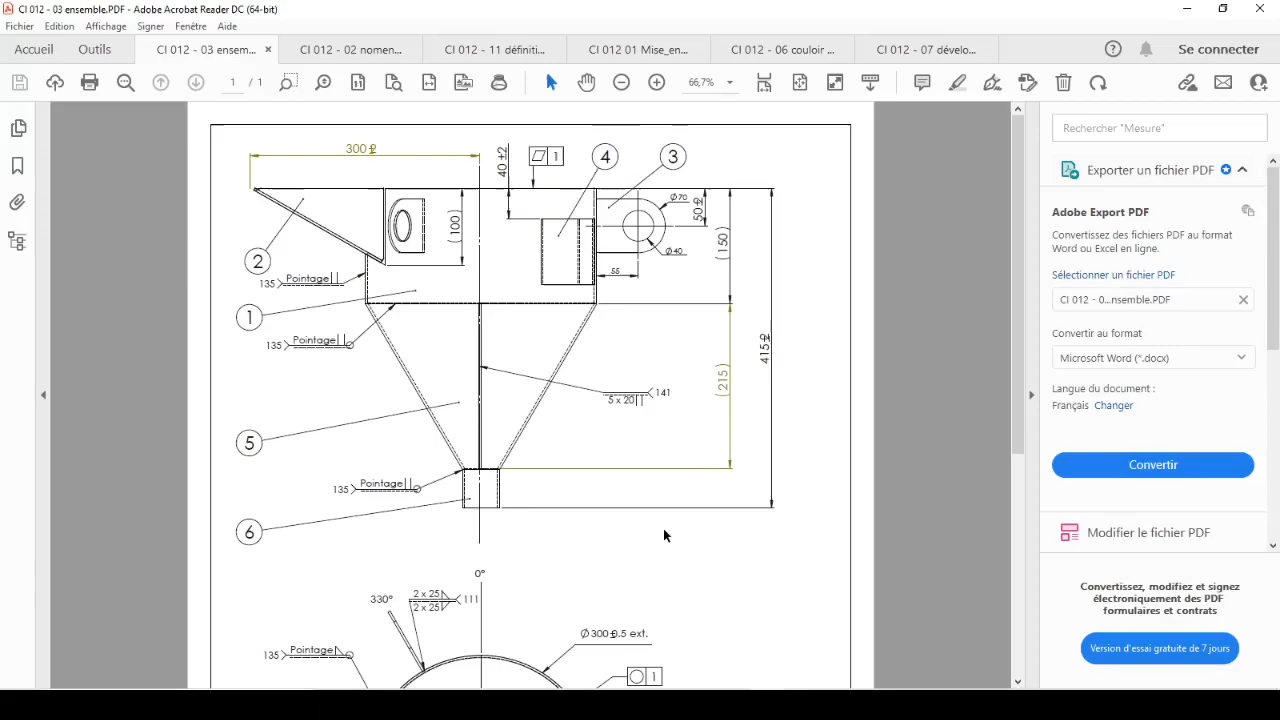 CI 012 - 03 ensemble.PDF - Adobe Acrobat Reader DC (64-bit)
Fichier Edition Affichage Signer Fenêtre Aide
Accueil Outils CI 012 - 03 ensem... × CI 012 - 02 nomen... CI 012 - 11 définiti... CI 012 01 Mise_en... CI 012 - 06 couloir ... CI 012 - 07 dévelo... Se connecter
1 / 1 66,7%
Rechercher "Mesure"
Exporter un fichier PDF
Adobe Export PDF
Convertissez des fichiers PDF au format
Word ou Excel en ligne.
Sélectionner un fichier PDF
CI 012 - 0...nsemble.PDF
Convertir au format
Microsoft Word (*.docx)
Langue du document :
Français Changer
Convertir
Modifier le fichier PDF
Convertissez, modifiez et signez
électroniquement des PDF
formulaires et contrats
Version d'essai gratuite de 7 jours
300 ±2
40 ±2
1
4
3
Ø70
50 ±2
(100)
(150)
Ø40
55
2
135 Pointage
1
135 Pointage
415 ±2
(215)
5 x 20 141
5
135 Pointage
6
0°
330°
2 x 25 111
2 x 25
Ø 300 ±0.5 ext.
135 Pointage
1